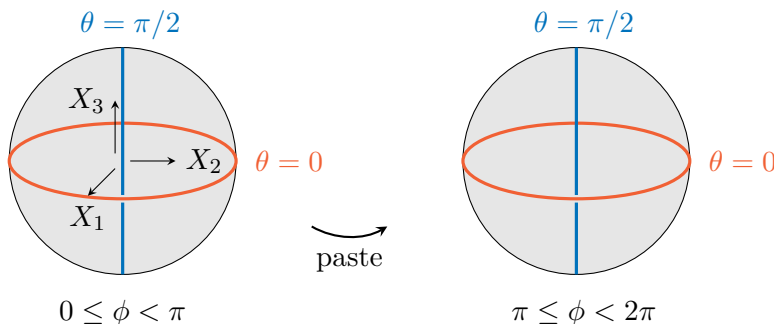 θ = π/2
X₃
X₂
X₁
θ = 0
0 ≤ ϕ < π
paste
θ = π/2
θ = 0
π ≤ ϕ < 2π